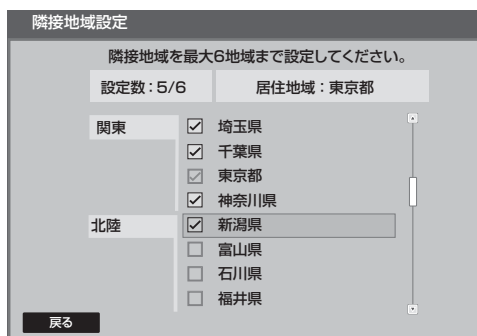 隣接地域設定
隣接地域を最大6地域まで設定してください。
設定数：5/6 居住地域：東京都
関東 埼玉県
千葉県
東京都
神奈川県
北陸 新潟県
富山県
石川県
福井県
戻る